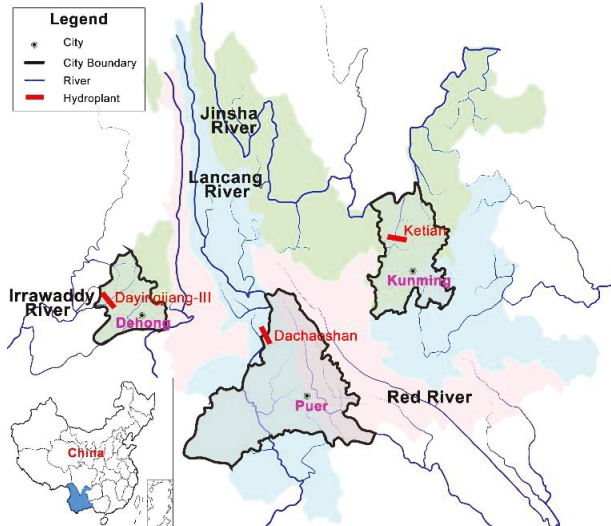 Legend
City
City Boundary
River
Hydroplant
Jinsha
River
Lancang
River
Ketian
Kunming
Irrawaddy
River
Dayingjiang-III
Dehong
Dachaoshan
Puer
Red River
China